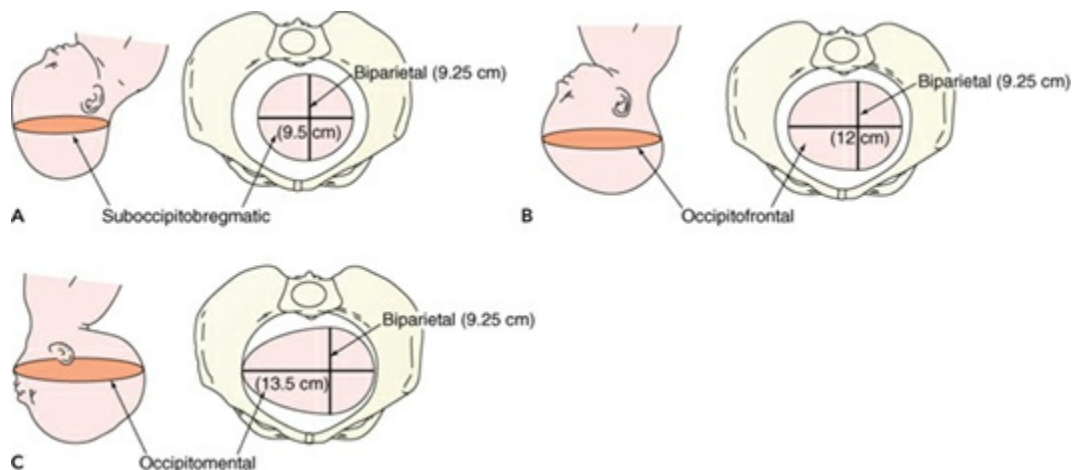 Biparietal (9.25 cm)
(9.5 cm)
Suboccipitobregmatic
A
Biparietal (9.25 cm)
(12 cm)
Occipitofrontal
B
Biparietal (9.25 cm)
(13.5 cm)
Occipitomental
C